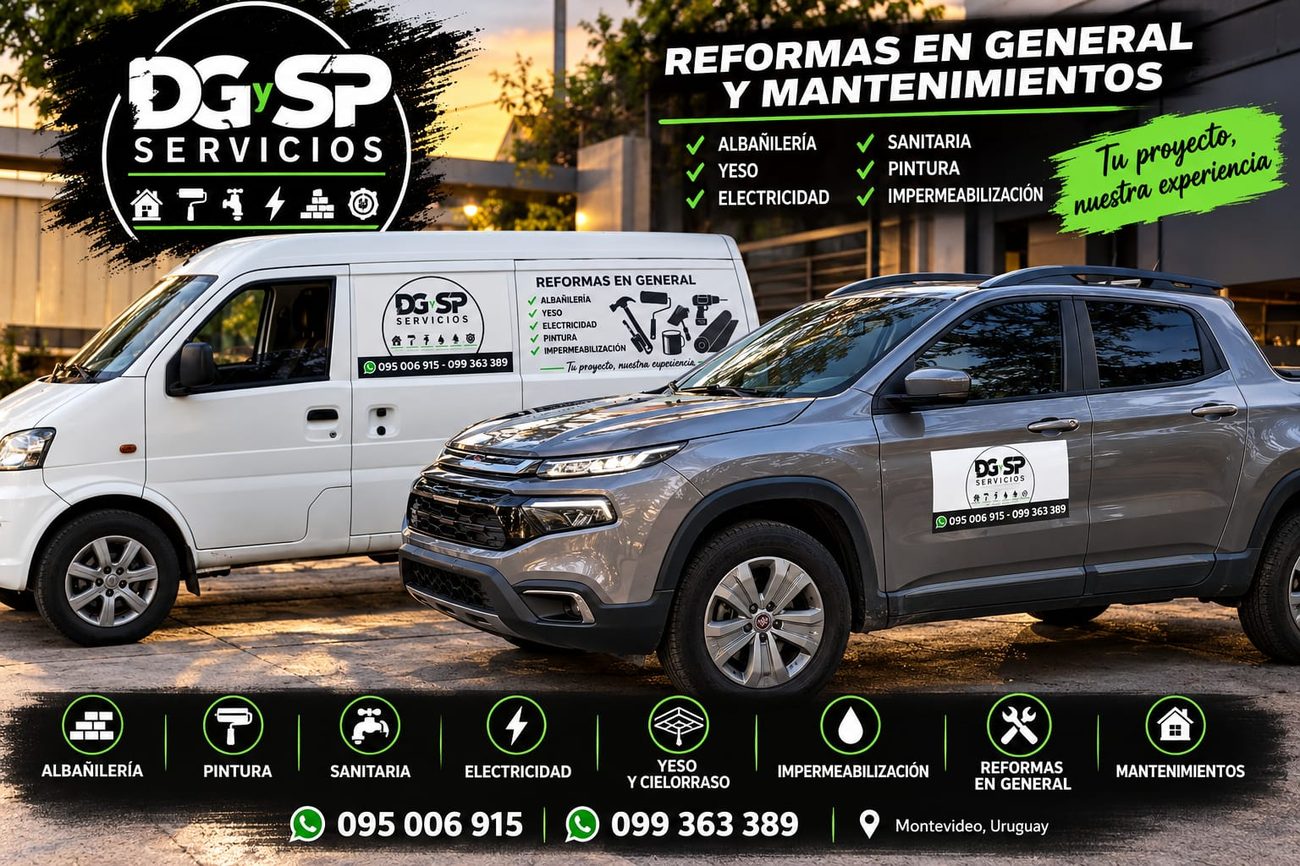 DG y SP
SERVICIOS
REFORMAS EN GENERAL
Y MANTENIMIENTOS
✓ ALBAÑILERÍA
✓ YESO
✓ ELECTRICIDAD
✓ SANITARIA
✓ PINTURA
✓ IMPERMEABILIZACIÓN
Tu proyecto,
nuestra experiencia
DG y SP
SERVICIOS
095 006 915 - 099 363 389
REFORMAS EN GENERAL
✓ ALBAÑILERÍA
✓ YESO
✓ ELECTRICIDAD
✓ PINTURA
✓ IMPERMEABILIZACIÓN
Tu proyecto, nuestra experiencia
DG y SP
SERVICIOS
095 006 915 - 099 363 389
ALBAÑILERÍA
PINTURA
SANITARIA
ELECTRICIDAD
YESO
Y CIELORRASO
IMPERMEABILIZACIÓN
REFORMAS
EN GENERAL
MANTENIMIENTOS
095 006 915
099 363 389
Montevideo, Uruguay